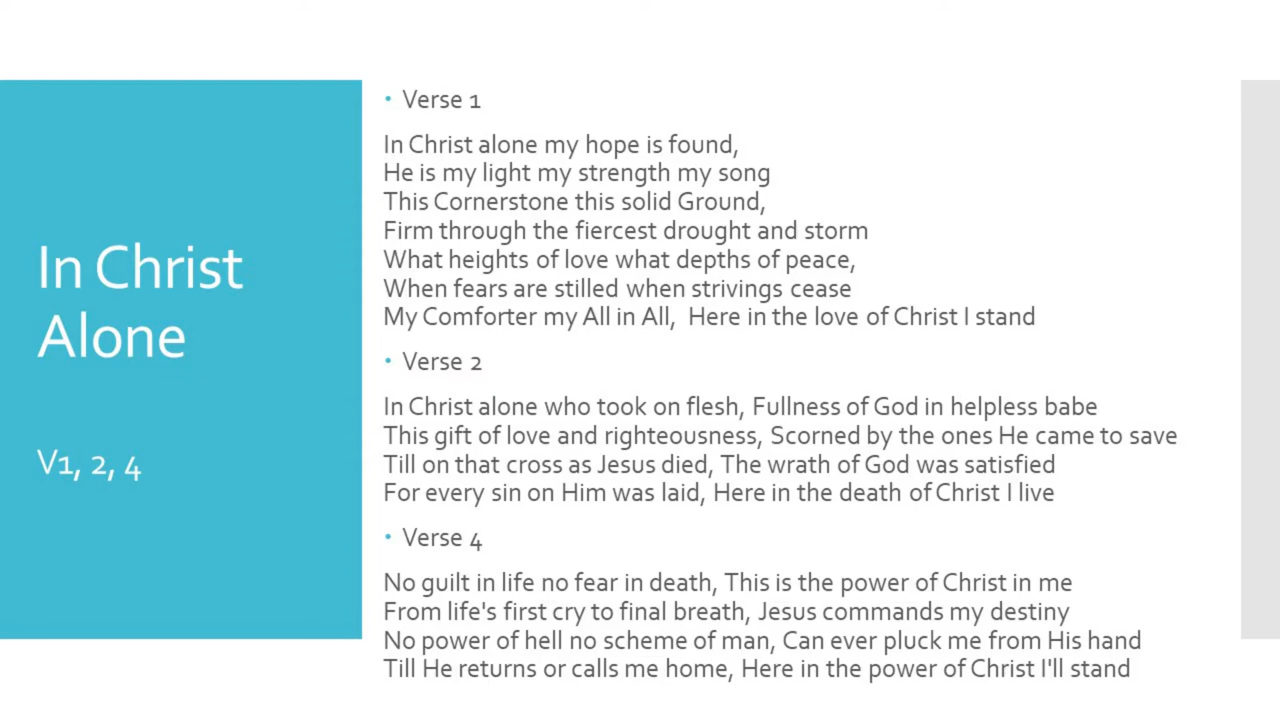 In Christ
Alone
V1, 2, 4
• Verse 1
In Christ alone my hope is found,
He is my light my strength my song
This Cornerstone this solid Ground,
Firm through the fiercest drought and storm
What heights of love what depths of peace,
When fears are stilled when strivings cease
My Comforter my All in All,  Here in the love of Christ I stand
• Verse 2
In Christ alone who took on flesh, Fullness of God in helpless babe
This gift of love and righteousness, Scorned by the ones He came to save
Till on that cross as Jesus died, The wrath of God was satisfied
For every sin on Him was laid, Here in the death of Christ I live
• Verse 4
No guilt in life no fear in death, This is the power of Christ in me
From life's first cry to final breath, Jesus commands my destiny
No power of hell no scheme of man, Can ever pluck me from His hand
Till He returns or calls me home, Here in the power of Christ I'll stand